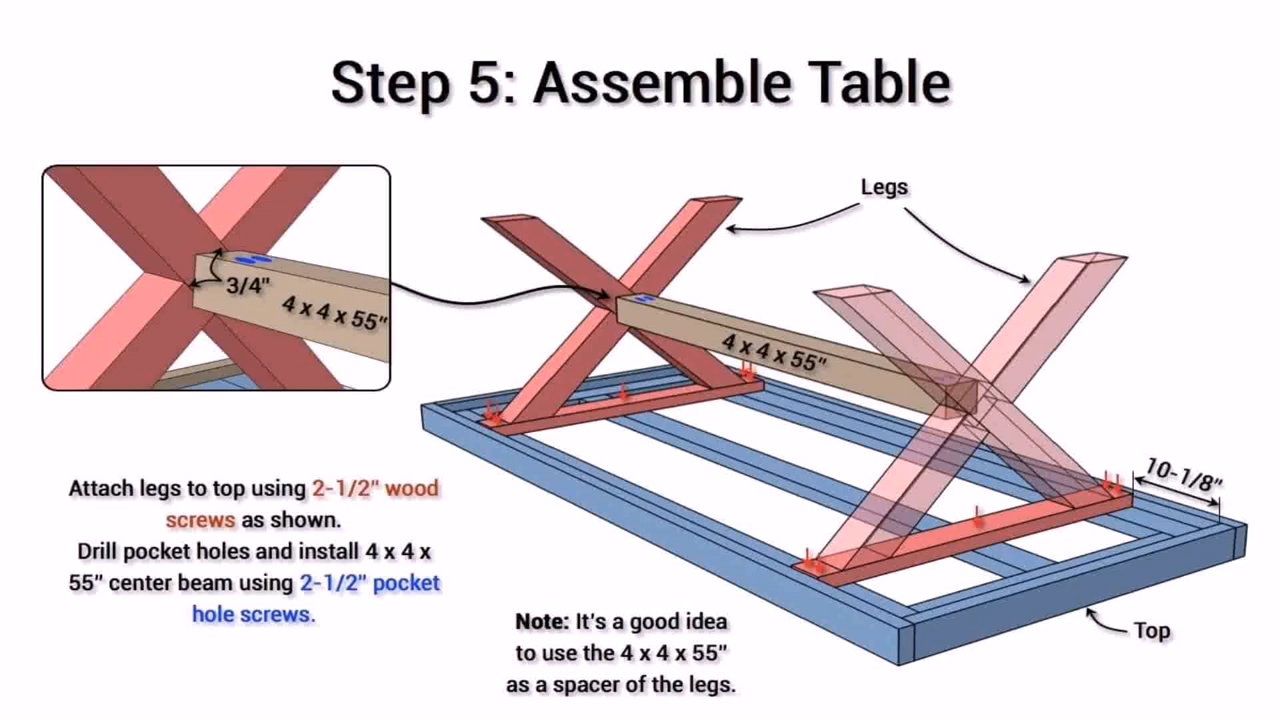 Step 5: Assemble Table
Legs
3/4"
4 x 4 x 55"
4 x 4 x 55"
10-1/8"
Attach legs to top using 2-1/2" wood
screws as shown.
Drill pocket holes and install 4 x 4 x
55" center beam using 2-1/2" pocket
hole screws.
Note: It's a good idea
to use the 4 x 4 x 55"
as a spacer of the legs.
Top